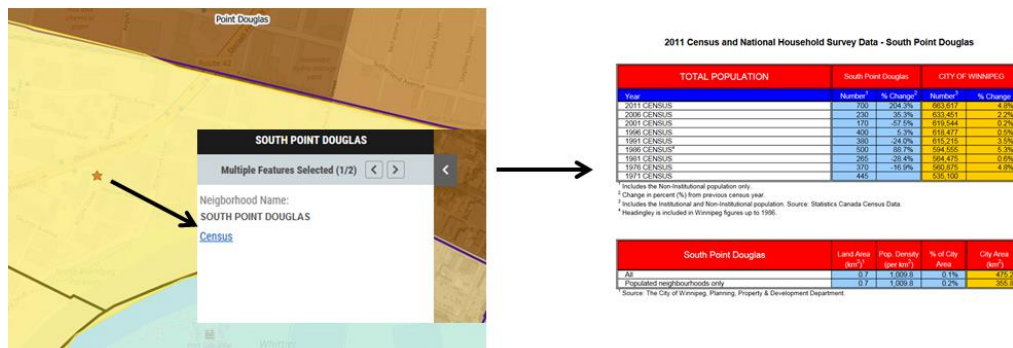 Point Douglas
Route 42
SOUTH POINT DOUGLAS
Multiple Features Selected (1/2) < >
<
Neigborhood Name:
SOUTH POINT DOUGLAS
Census
2011 Census and National Household Survey Data - South Point Douglas
TOTAL POPULATION South Point Douglas CITY OF WINNIPEG
Year Number1 % Change2 Number3 % Change
2011 CENSUS 700 204.3% 663,617 4.8%
2006 CENSUS 230 35.3% 633,451 2.2%
2001 CENSUS 170 -57.5% 619,544 0.2%
1996 CENSUS 400 5.3% 618,477 0.5%
1991 CENSUS 380 -24.0% 615,215 3.5%
1986 CENSUS4 500 88.7% 594,555 5.3%
1981 CENSUS 265 -28.4% 564,475 0.6%
1976 CENSUS 370 -16.9% 560,875 4.8%
1971 CENSUS 445 535,100
1 Includes the Non-Institutional population only.
2 Change in percent (%) from previous census year.
3 Includes the Institutional and Non-Institutional population. Source: Statistics Canada Census Data.
4 Headingley is included in Winnipeg figures up to 1986.
South Point Douglas Land Area (km2)1 Pop. Density (per km2) % of City Area City Area (km2)
All 0.7 1,009.8 0.1% 475.2
Populated neighbourhoods only 0.7 1,009.8 0.2% 355.8
1 Source: The City of Winnipeg, Planning, Property & Development Department.